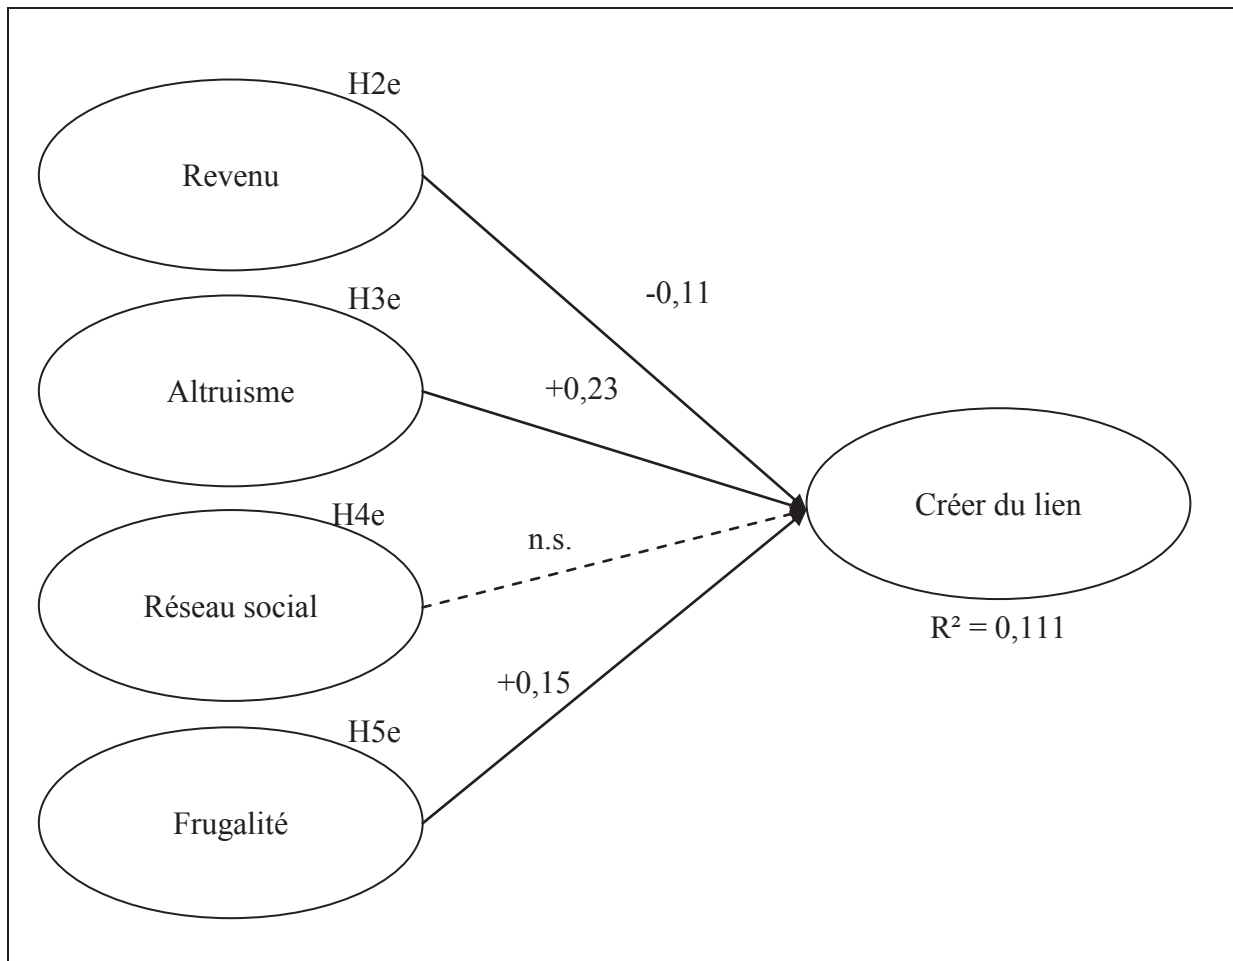 H2e
Revenu
-0,11
H3e
Altruisme
+0,23
Créer du lien
H4e
n.s.
Réseau social
R² = 0,111
+0,15
H5e
Frugalité